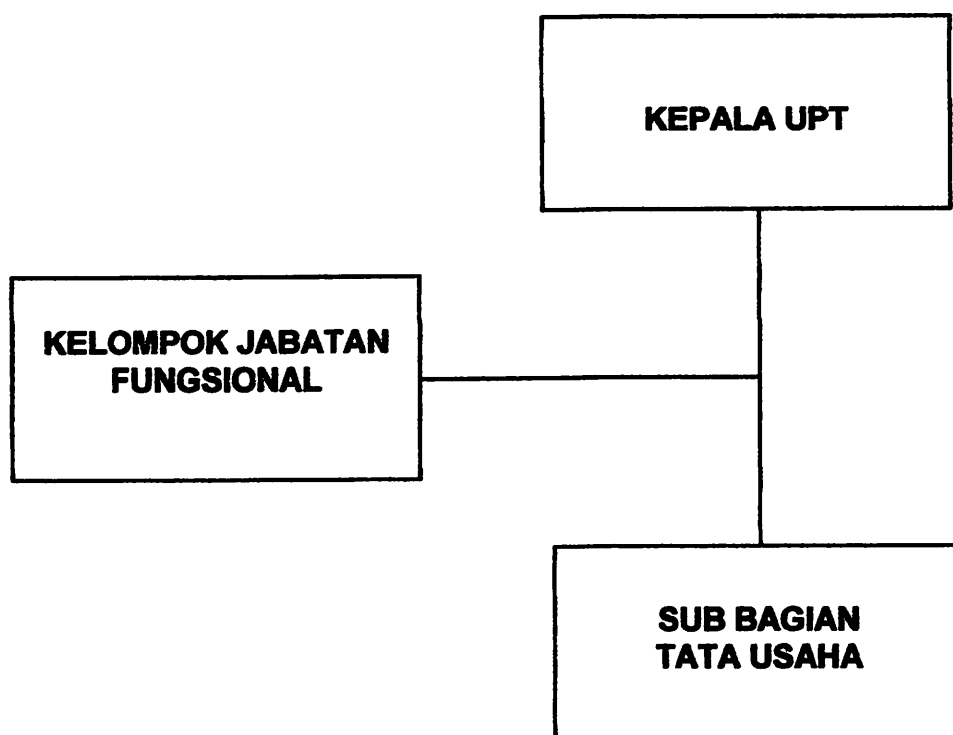 KEPALA UPT
KELOMPOK JABATAN
FUNGSIONAL
SUB BAGIAN
TATA USAHA